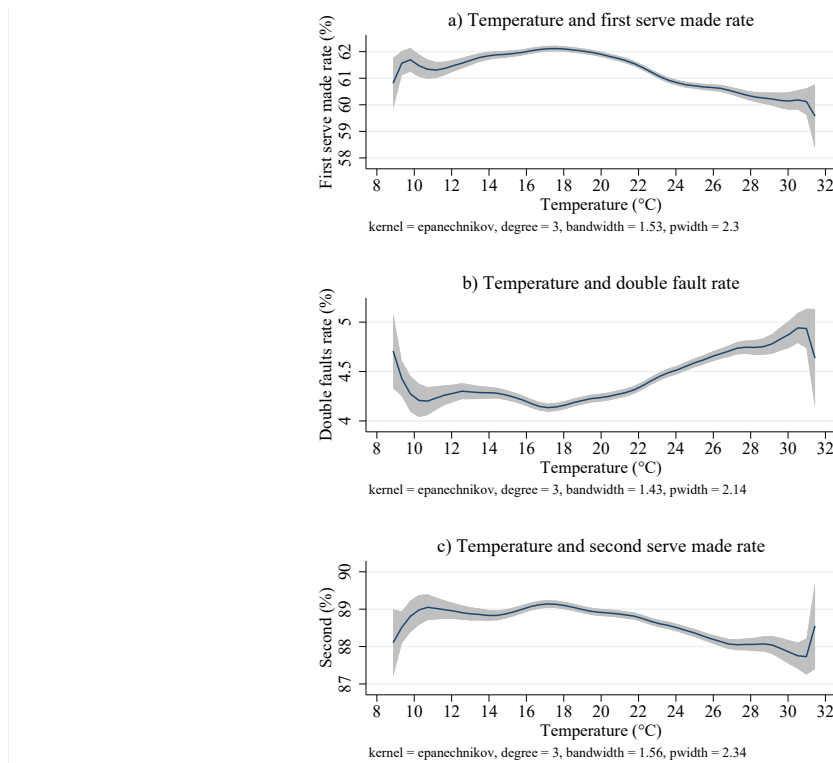 a) Temperature and first serve made rate
First serve made rate (%)
62
61
60
59
58
8 10 12 14 16 18 20 22 24 26 28 30 32
Temperature (°C)
kernel = epanechnikov, degree = 3, bandwidth = 1.53, pwidth = 2.3
b) Temperature and double fault rate
Double faults rate (%)
5
4.5
4
8 10 12 14 16 18 20 22 24 26 28 30 32
Temperature (°C)
kernel = epanechnikov, degree = 3, bandwidth = 1.43, pwidth = 2.14
c) Temperature and second serve made rate
Second (%)
90
89
88
87
8 10 12 14 16 18 20 22 24 26 28 30 32
Temperature (°C)
kernel = epanechnikov, degree = 3, bandwidth = 1.56, pwidth = 2.34